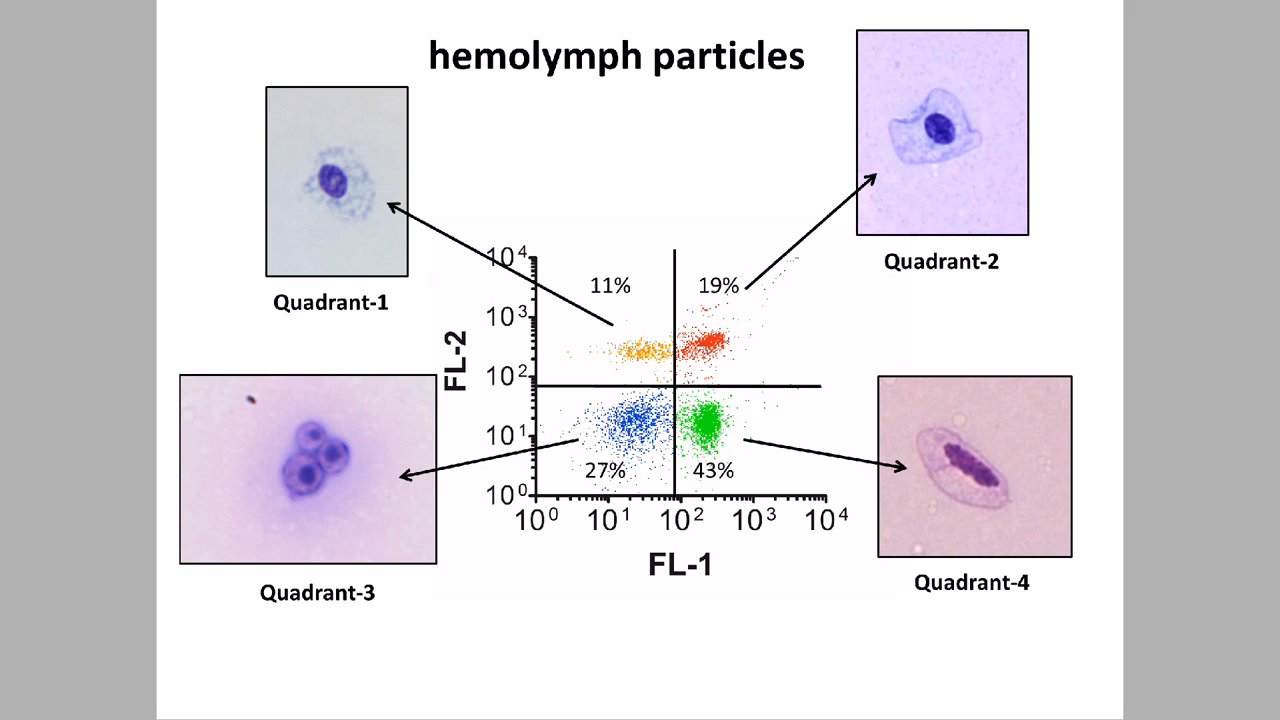 hemolymph particles
Quadrant-1
Quadrant-2
11%
19%
10⁴
10³
10²
10¹
10⁰
FL-2
27%
43%
10⁰ 10¹ 10² 10³ 10⁴
FL-1
Quadrant-3
Quadrant-4